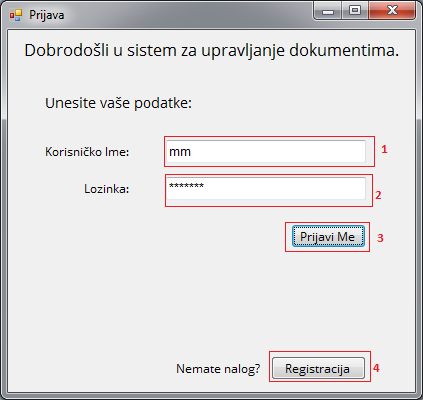 Prijava
Dobrodošli u sistem za upravljanje dokumentima.
Unesite vaše podatke:
Korisničko Ime: mm 1
Lozinka: ******* 2
Prijavi Me 3
Nemate nalog? Registracija 4